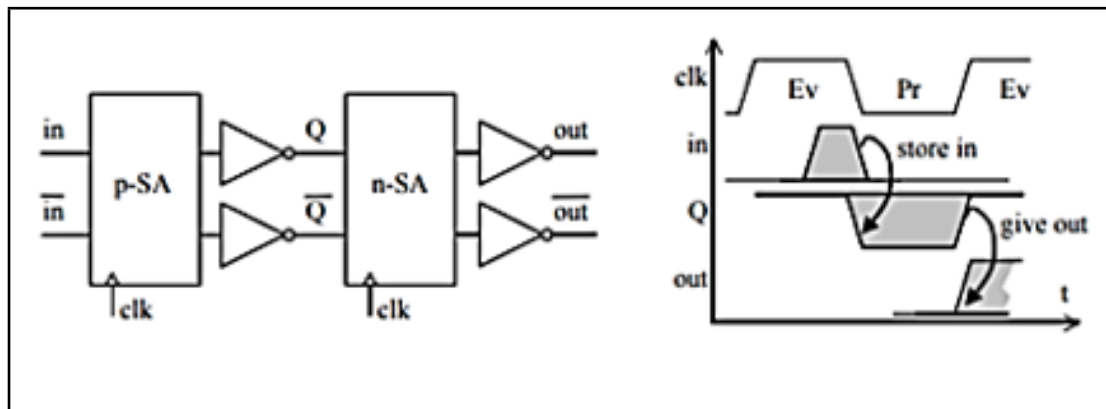 in
p-SA
in
clk
Q
Q
n-SA
clk
out
out
clk
Ev
Pr
Ev
in
store in
Q
give out
out
t